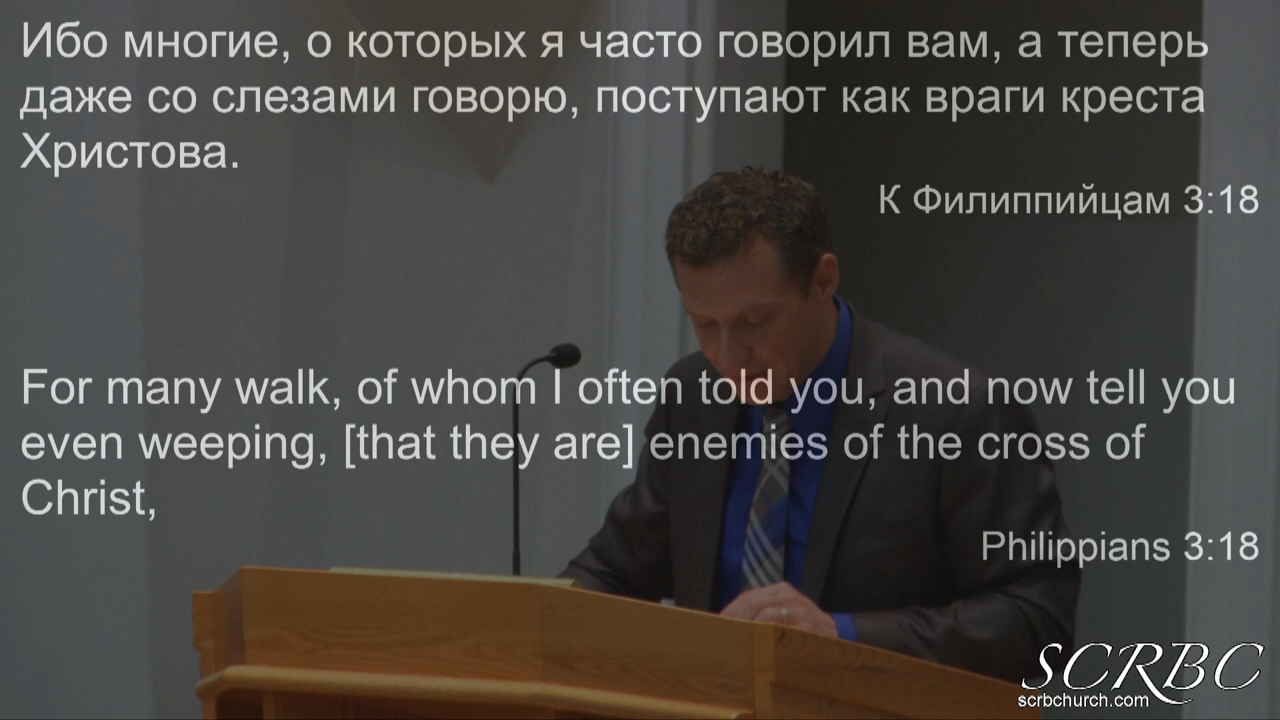 Ибо многие, о которых я часто говорил вам, а теперь
даже со слезами говорю, поступают как враги креста
Христова.
К Филиппийцам 3:18
For many walk, of whom I often told you, and now tell you
even weeping, [that they are] enemies of the cross of
Christ,
Philippians 3:18
SCRBC
scrbchurch.com